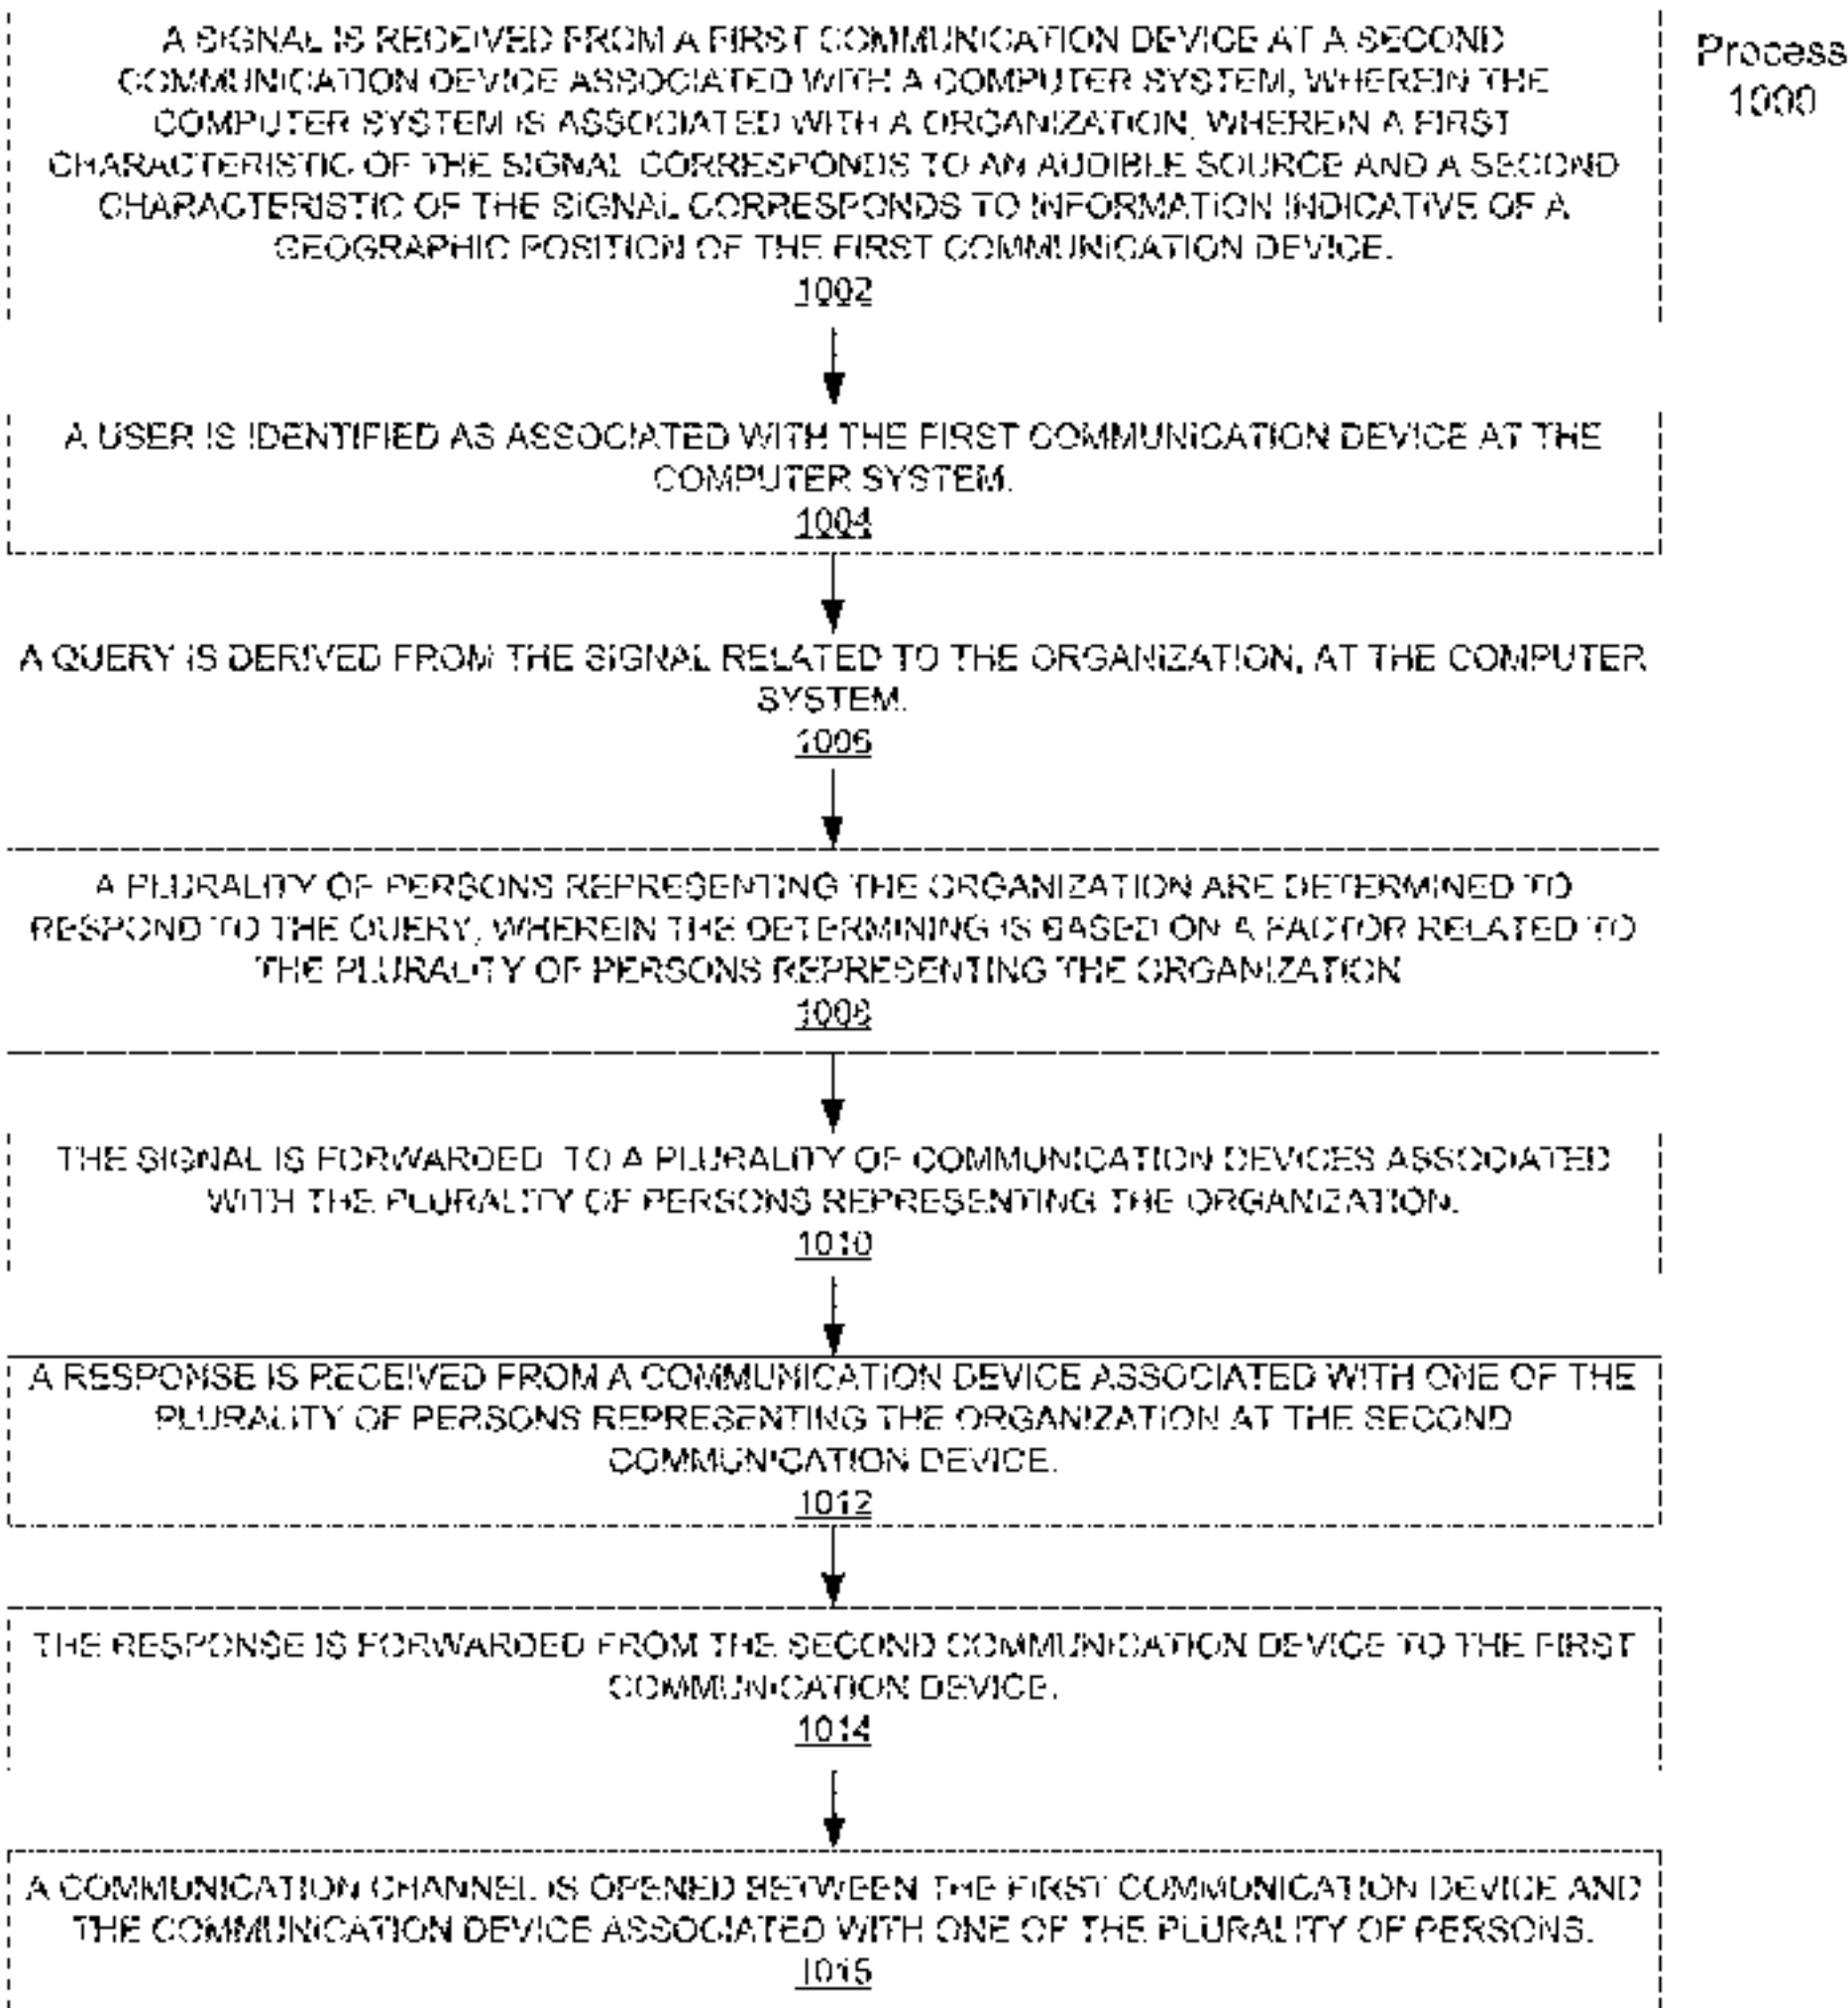 A SIGNAL IS RECEIVED FROM A FIRST COMMUNICATION DEVICE AT A SECOND
COMMUNICATION DEVICE ASSOCIATED WITH A COMPUTER SYSTEM, WHEREIN THE
COMPUTER SYSTEM IS ASSOCIATED WITH A ORGANIZATION, WHEREIN A FIRST
CHARACTERISTIC OF THE SIGNAL CORRESPONDS TO AN AUDIBLE SOURCE AND A SECOND
CHARACTERISTIC OF THE SIGNAL CORRESPONDS TO INFORMATION INDICATIVE OF A
GEOGRAPHIC POSITION OF THE FIRST COMMUNICATION DEVICE.
1002
Process
1000
A USER IS IDENTIFIED AS ASSOCIATED WITH THE FIRST COMMUNICATION DEVICE AT THE
COMPUTER SYSTEM.
1004
A QUERY IS DERIVED FROM THE SIGNAL RELATED TO THE ORGANIZATION, AT THE COMPUTER
SYSTEM.
1006
A PLURALITY OF PERSONS REPRESENTING THE ORGANIZATION ARE DETERMINED TO
RESPOND TO THE QUERY, WHEREIN THE DETERMINING IS BASED ON A FACTOR RELATED TO
THE PLURALITY OF PERSONS REPRESENTING THE ORGANIZATION
1008
THE SIGNAL IS FORWARDED TO A PLURALITY OF COMMUNICATION DEVICES ASSOCIATED
WITH THE PLURALITY OF PERSONS REPRESENTING THE ORGANIZATION.
1010
A RESPONSE IS RECEIVED FROM A COMMUNICATION DEVICE ASSOCIATED WITH ONE OF THE
PLURALITY OF PERSONS REPRESENTING THE ORGANIZATION AT THE SECOND
COMMUNICATION DEVICE.
1012
THE RESPONSE IS FORWARDED FROM THE SECOND COMMUNICATION DEVICE TO THE FIRST
COMMUNICATION DEVICE.
1014
A COMMUNICATION CHANNEL IS OPENED BETWEEN THE FIRST COMMUNICATION DEVICE AND
THE COMMUNICATION DEVICE ASSOCIATED WITH ONE OF THE PLURALITY OF PERSONS.
1016